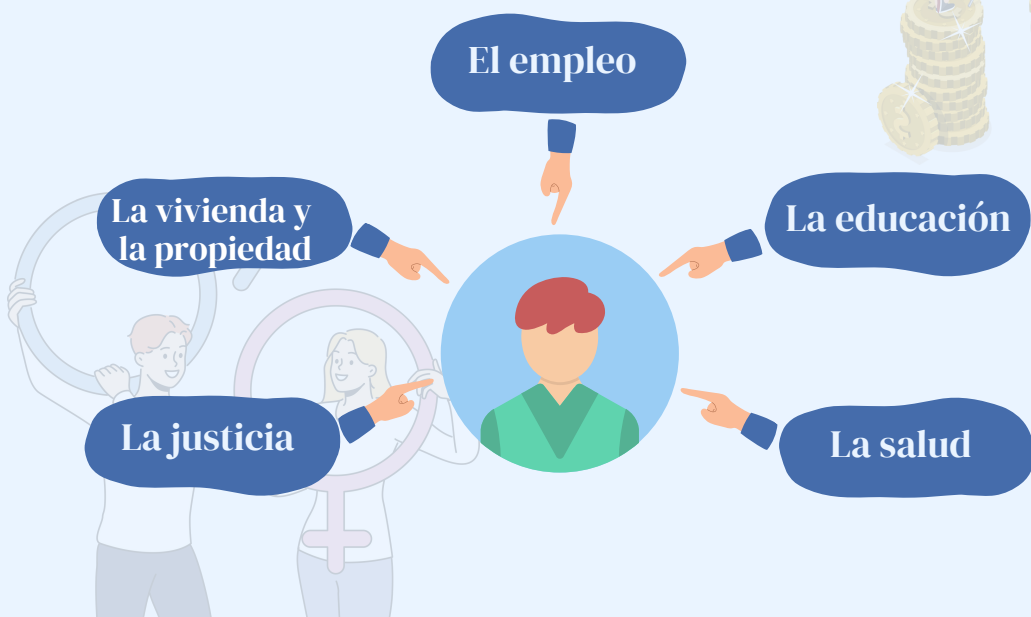 El empleo
La vivienda y
la propiedad
La educación
La justicia
La salud